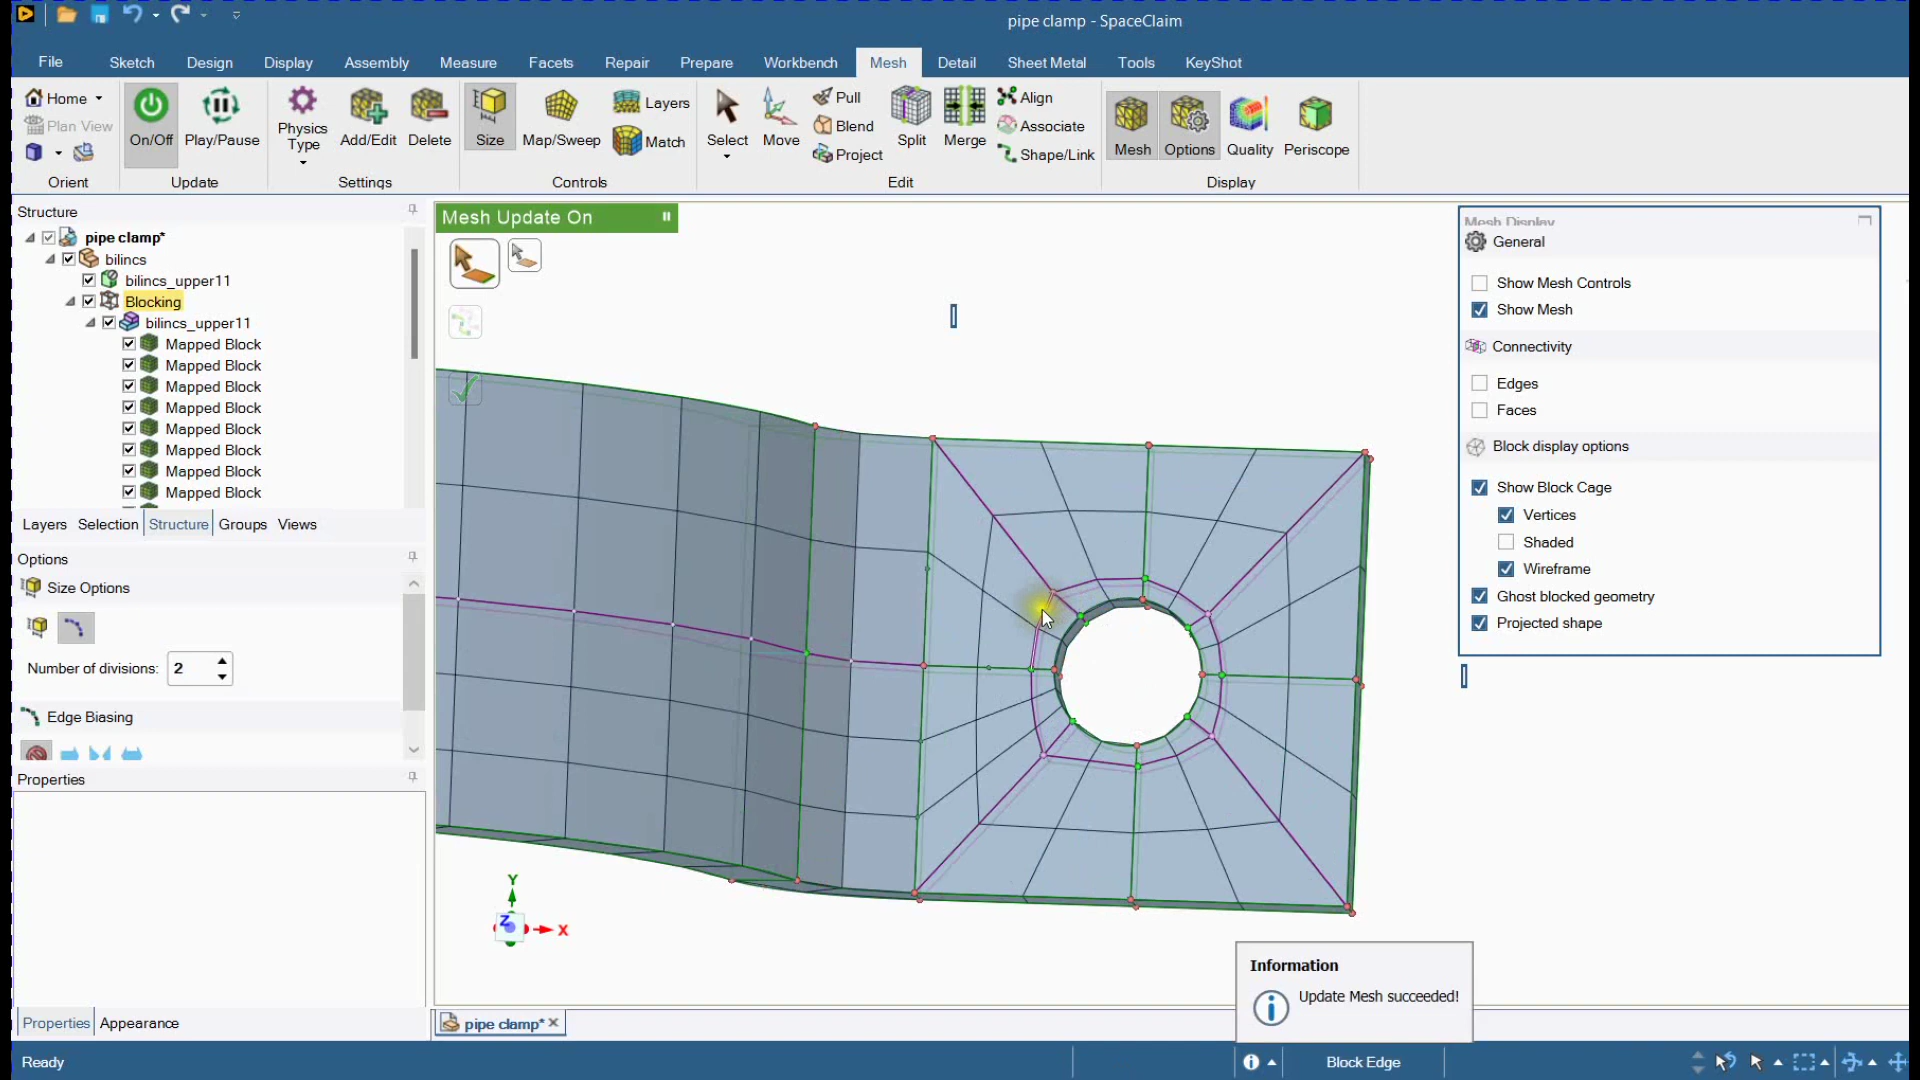 pipe clamp - SpaceClaim
File Sketch Design Display Assembly Measure Facets Repair Prepare Workbench Mesh Detail Sheet Metal Tools KeyShot
Home
Plan View
Orient
On/Off
Play/Pause
Update
Physics
Type
Add/Edit
Delete
Settings
Size
Map/Sweep
Layers
Match
Controls
Select
Move
Pull
Blend
Project
Split
Merge
Align
Associate
Shape/Link
Edit
Mesh
Options
Quality
Periscope
Display
Structure
pipe clamp*
bilincs
bilincs_upper11
Blocking
bilincs_upper11
Mapped Block
Mapped Block
Mapped Block
Mapped Block
Mapped Block
Mapped Block
Mapped Block
Mapped Block
Layers Selection Structure Groups Views
Options
Size Options
Number of divisions: 2
Edge Biasing
Properties
Properties Appearance
Mesh Update On
Y
Z
X
pipe clamp*
Mesh Display
General
Show Mesh Controls
Show Mesh
Connectivity
Edges
Faces
Block display options
Show Block Cage
Vertices
Shaded
Wireframe
Ghost blocked geometry
Projected shape
Information
Update Mesh succeeded!
Ready
Block Edge